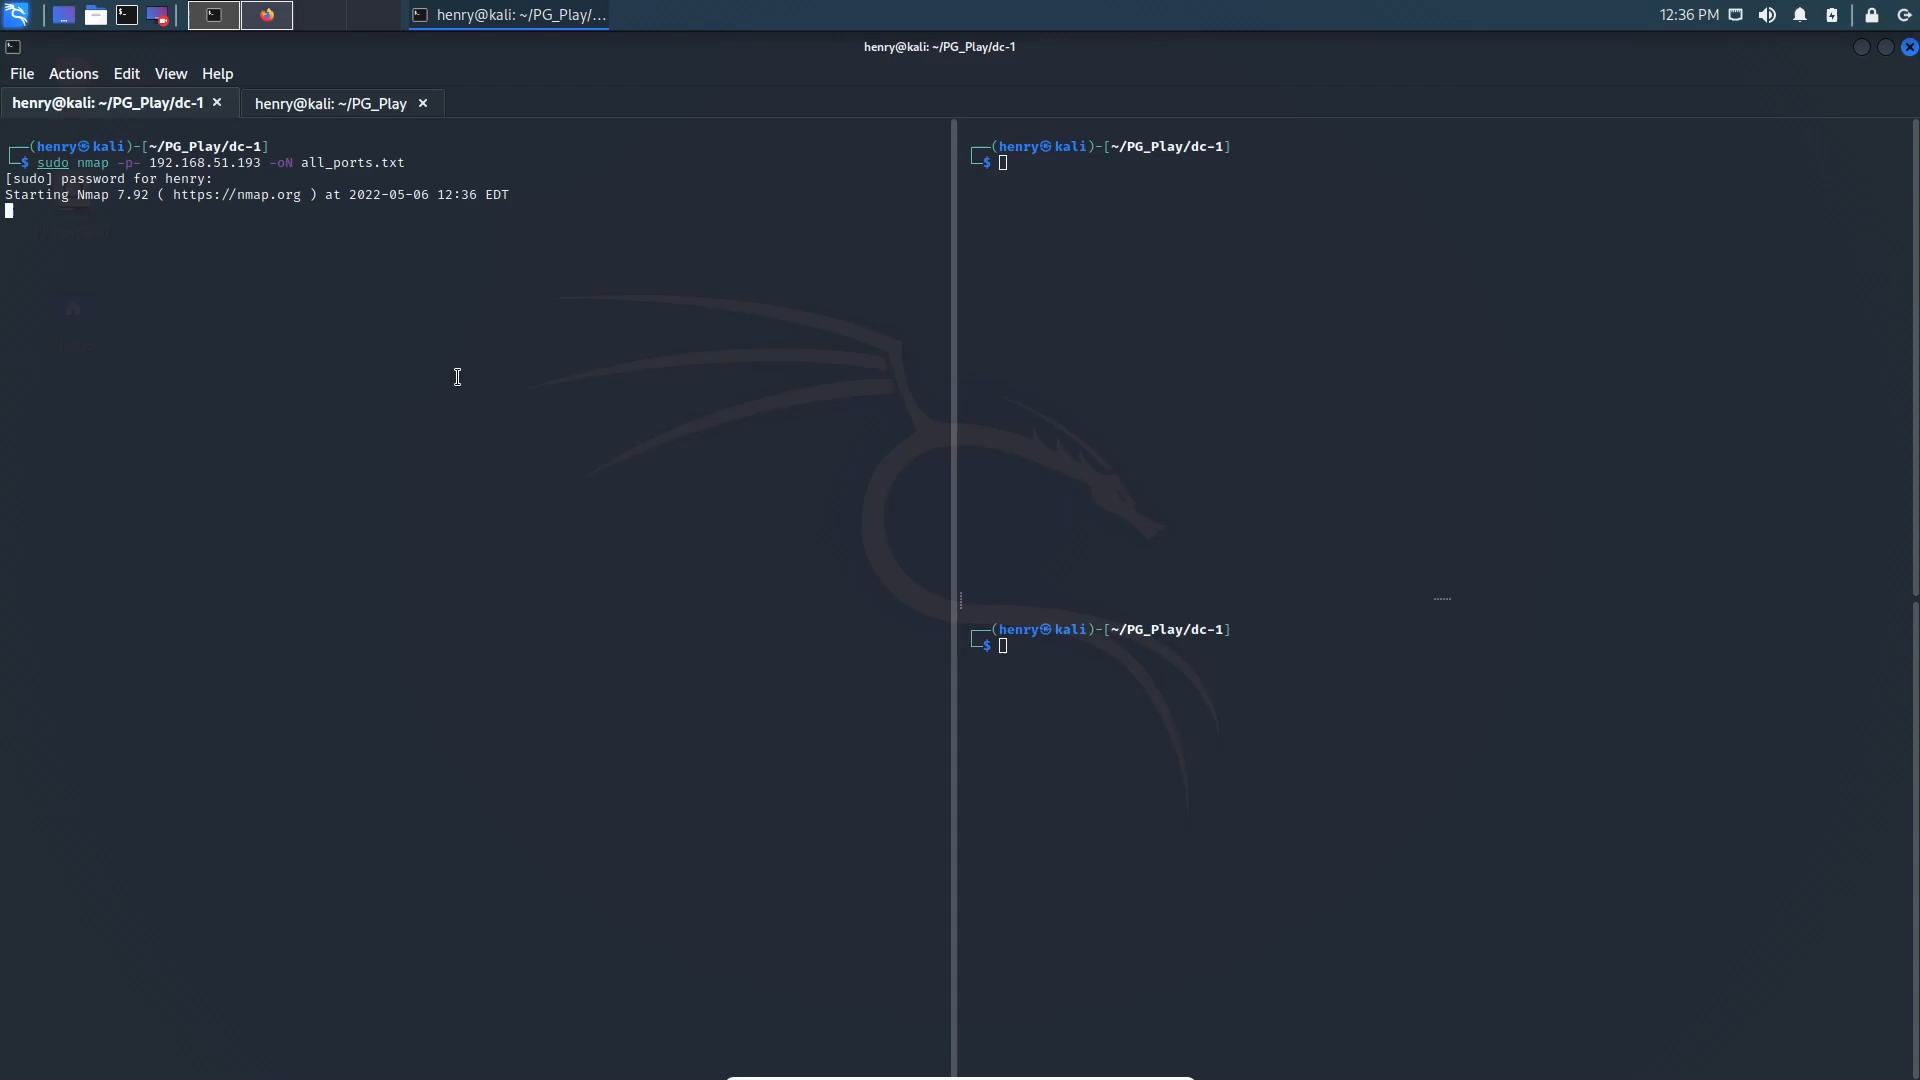 henry@kali: ~/PG_Play/...
12:36 PM
henry@kali: ~/PG_Play/dc-1
File Actions Edit View Help
henry@kali: ~/PG_Play/dc-1 × henry@kali: ~/PG_Play ×
┌──(henry㉿kali)-[~/PG_Play/dc-1]
└─$ sudo nmap -p- 192.168.51.193 -oN all_ports.txt
[sudo] password for henry:
Starting Nmap 7.92 ( https://nmap.org ) at 2022-05-06 12:36 EDT
┌──(henry㉿kali)-[~/PG_Play/dc-1]
└─$
┌──(henry㉿kali)-[~/PG_Play/dc-1]
└─$